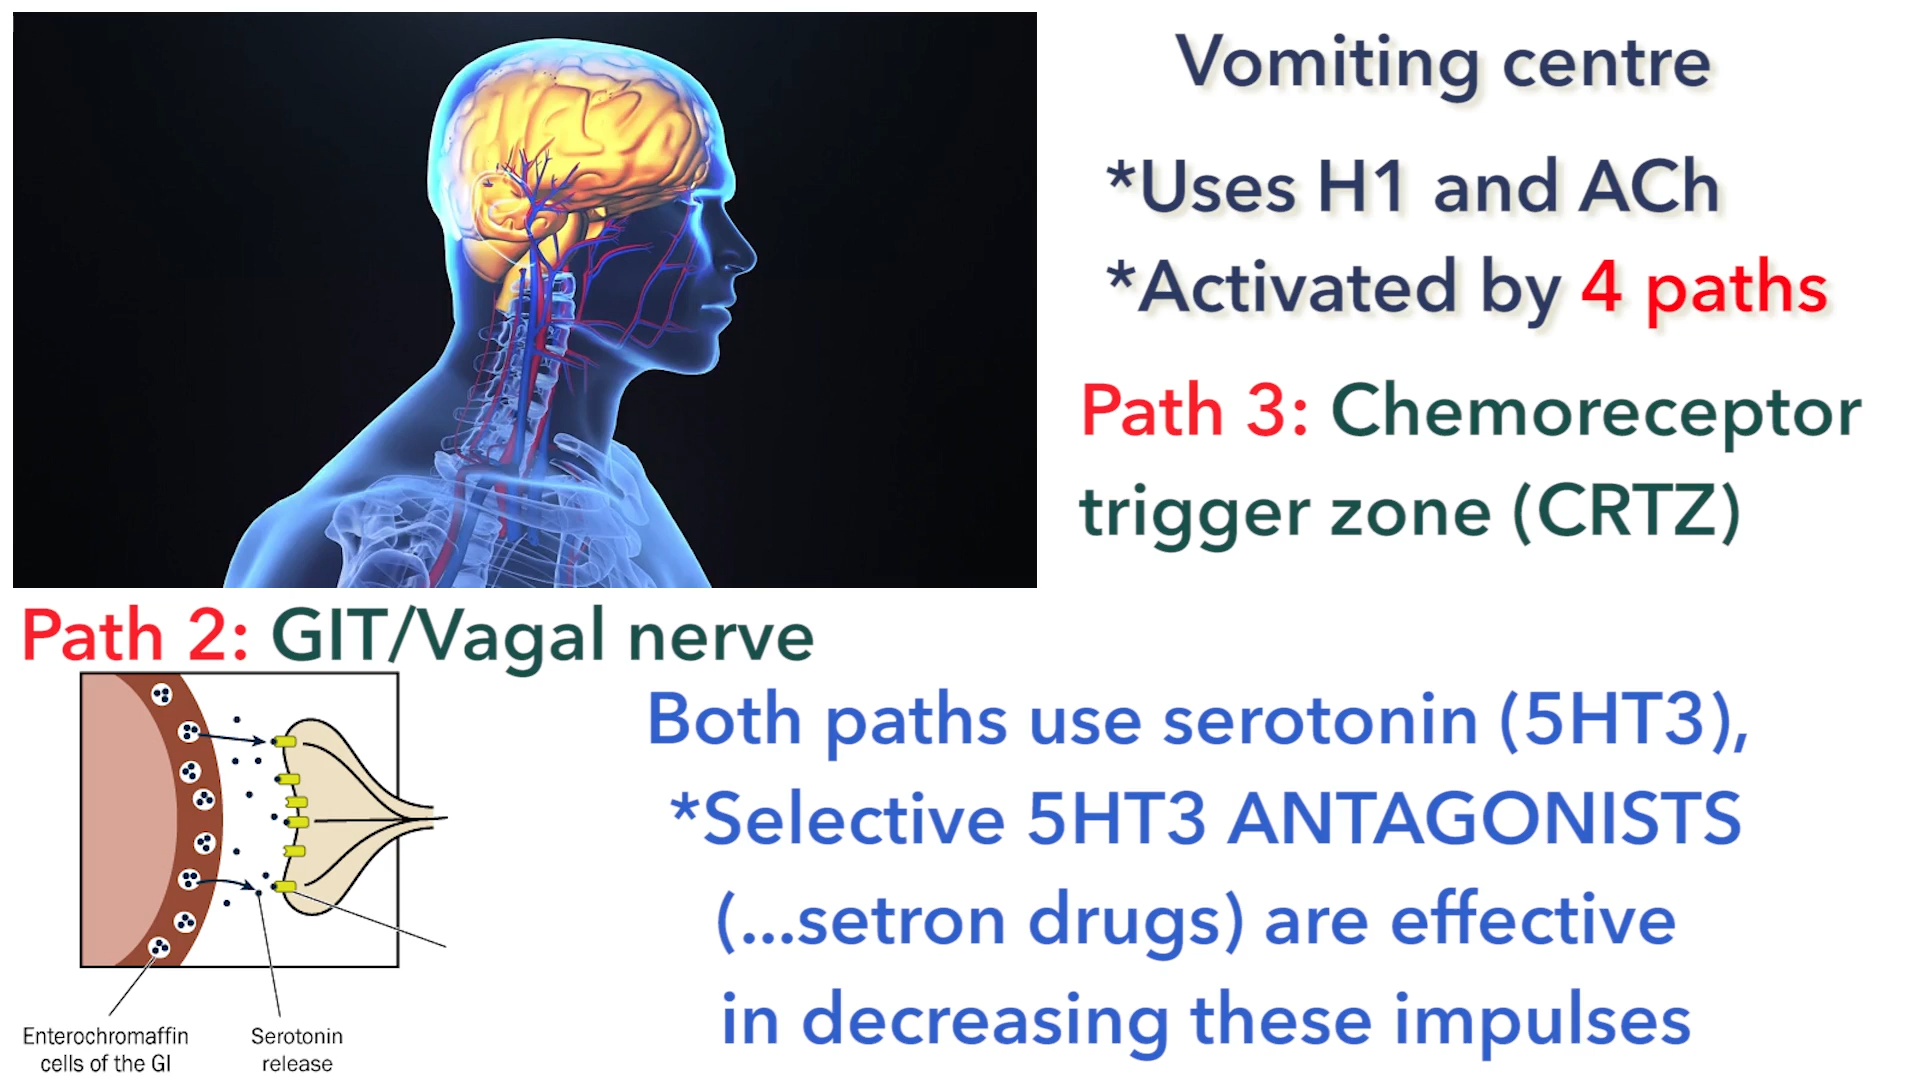 Vomiting centre
*Uses H1 and ACh
*Activated by 4 paths
Path 3: Chemoreceptor
trigger zone (CRTZ)
Path 2: GIT/Vagal nerve
Both paths use serotonin (5HT3),
*Selective 5HT3 ANTAGONISTS
(...setron drugs) are effective
in decreasing these impulses
Enterochromaffin
cells of the GI
Serotonin
release